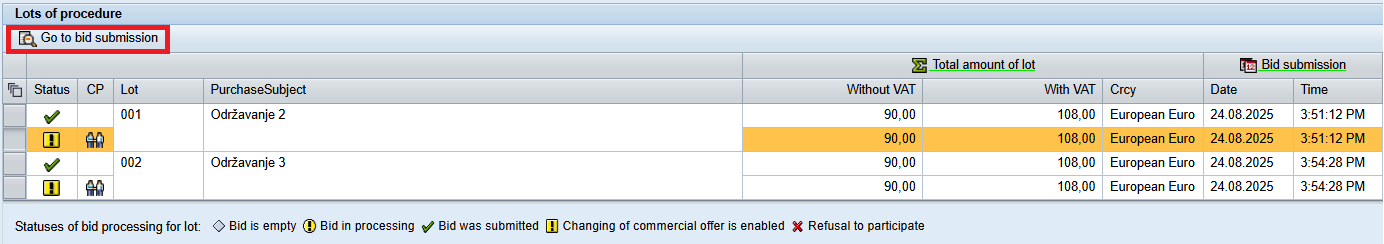 Lots of procedure
Go to bid submission
Total amount of lot Bid submission
Status CP Lot PurchaseSubject Without VAT With VAT Crcy Date Time
001 Održavanje 2 90,00 108,00 European Euro 24.08.2025 3:51:12 PM
90,00 108,00 European Euro 24.08.2025 3:51:12 PM
002 Održavanje 3 90,00 108,00 European Euro 24.08.2025 3:54:28 PM
90,00 108,00 European Euro 24.08.2025 3:54:28 PM
Statuses of bid processing for lot: Bid is empty Bid in processing Bid was submitted Changing of commercial offer is enabled Refusal to participate